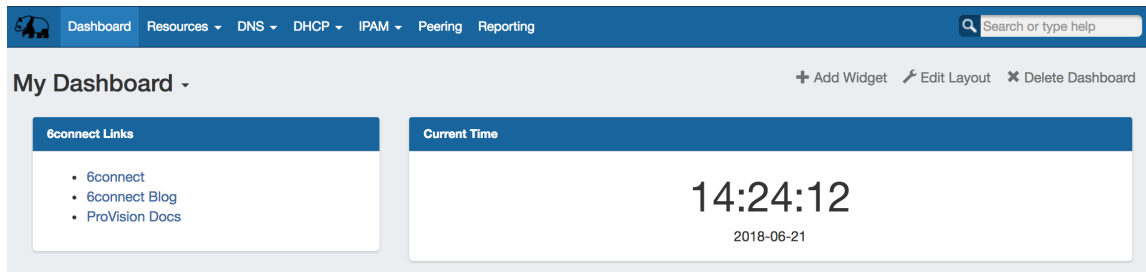 Dashboard Resources DNS DHCP IPAM Peering Reporting Search or type help
My Dashboard Add Widget Edit Layout Delete Dashboard
6connect Links
6connect
6connect Blog
ProVision Docs
Current Time
14:24:12
2018-06-21